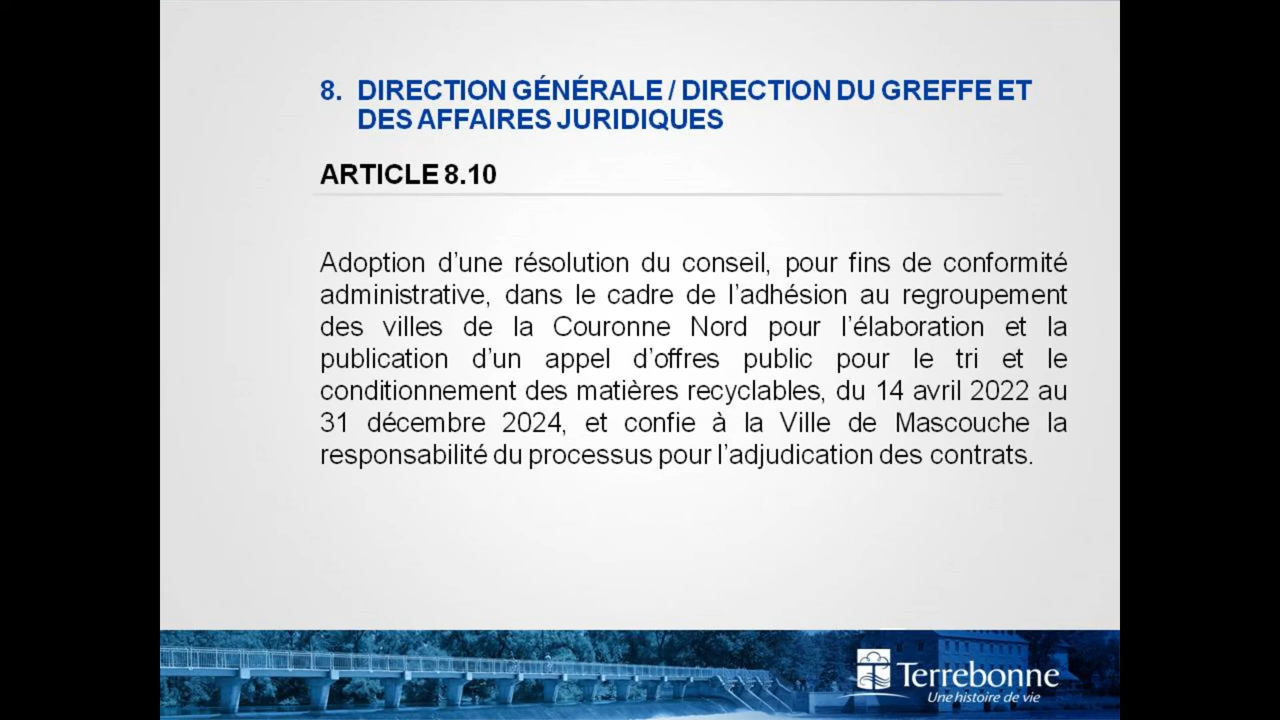 8. DIRECTION GÉNÉRALE / DIRECTION DU GREFFE ET
DES AFFAIRES JURIDIQUES
ARTICLE 8.10
Adoption d'une résolution du conseil, pour fins de conformité
administrative, dans le cadre de l'adhésion au regroupement
des villes de la Couronne Nord pour l'élaboration et la
publication d'un appel d'offres public pour le tri et le
conditionnement des matières recyclables, du 14 avril 2022 au
31 décembre 2024, et confie à la Ville de Mascouche la
responsabilité du processus pour l'adjudication des contrats.
Terrebonne
Une histoire de vie